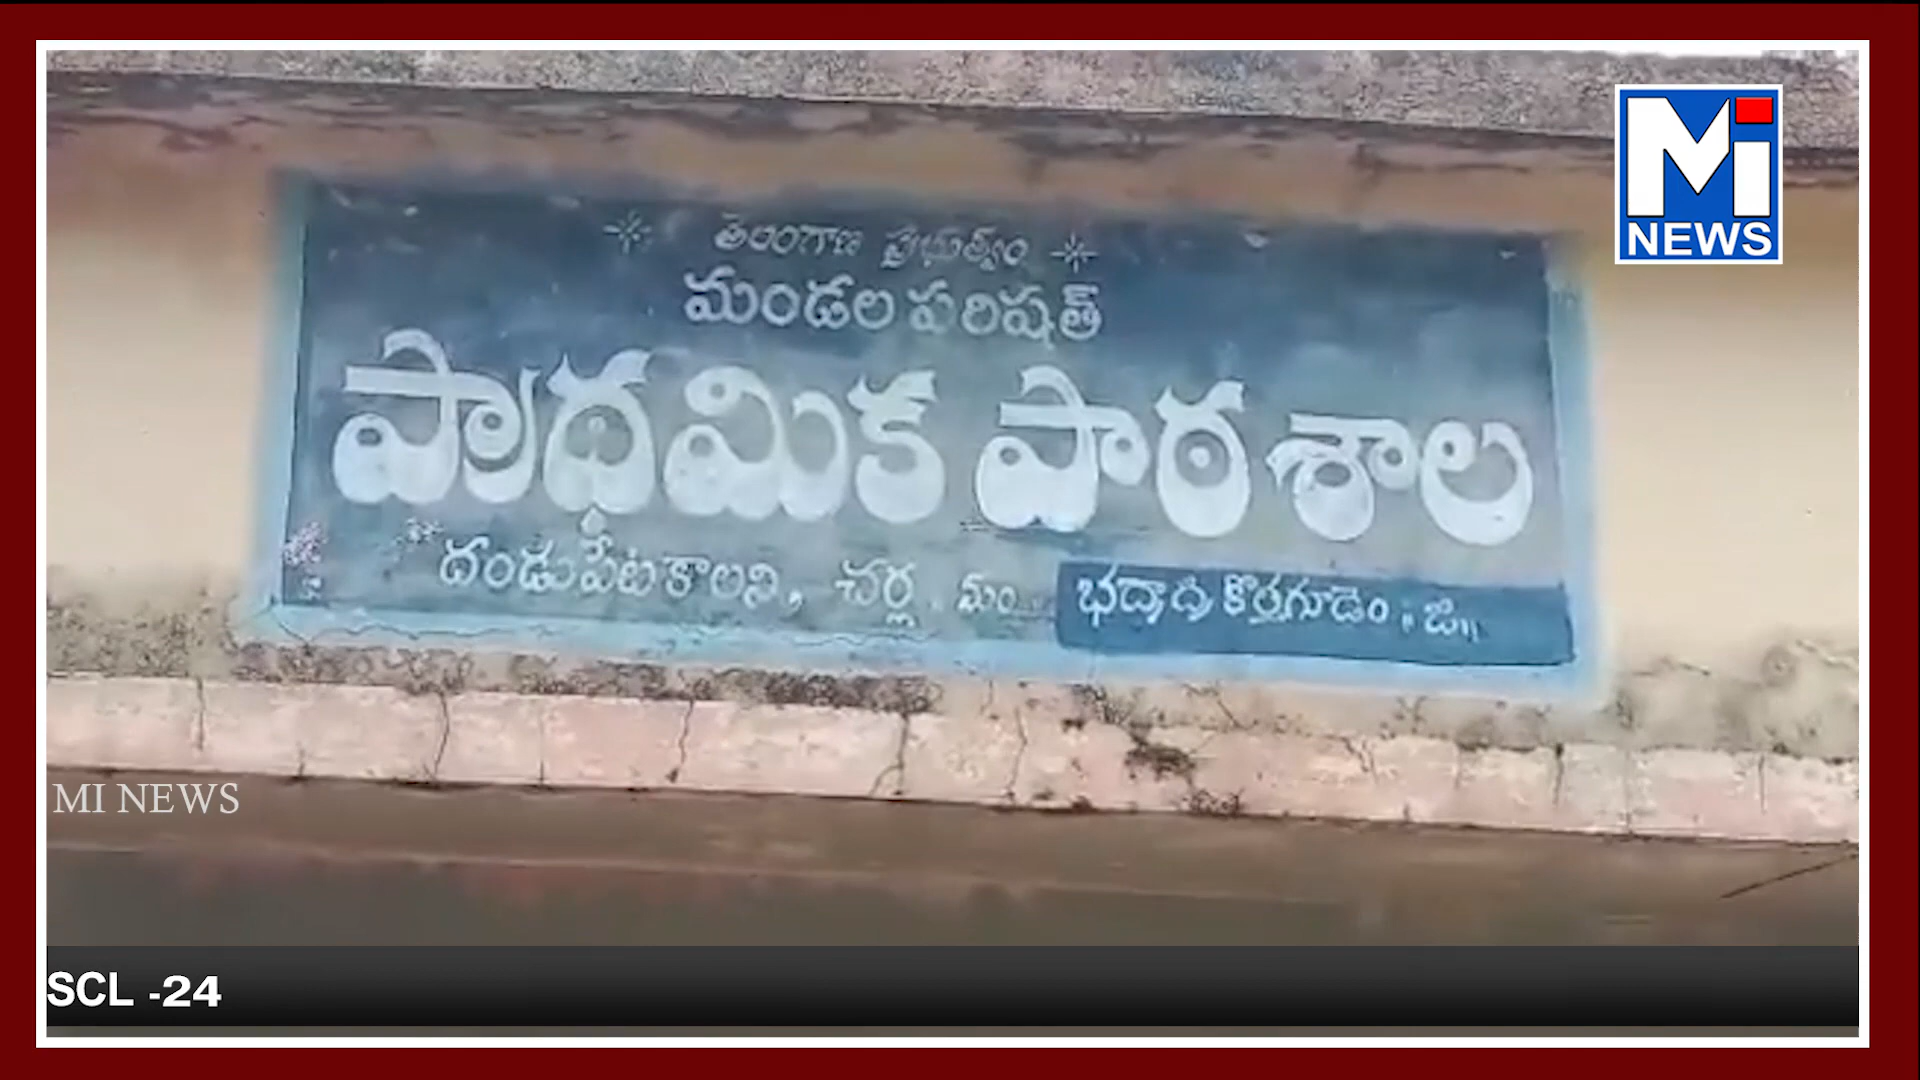 Mi
NEWS
తెలంగాణ ప్రభుత్వం
మండల పరిషత్
ప్రాథమిక పాఠశాల
దండుపేట కాలని, చర్ల. మం... భద్రాద్రి కొత్తగూడెం. జి॥
MI NEWS
SCL -24